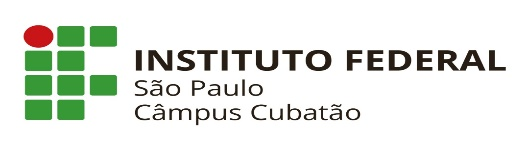 INSTITUTO FEDERAL
São Paulo
Câmpus Cubatão